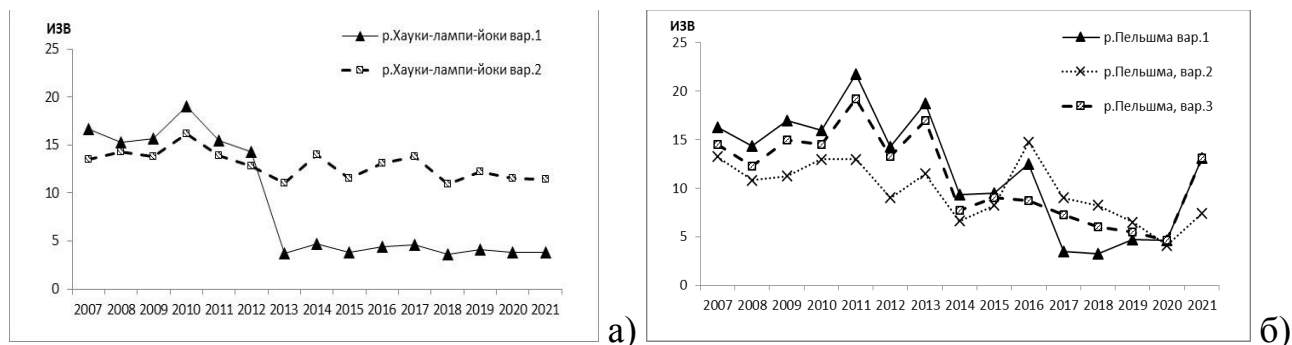 ИЗВ
р.Хауки-лампи-йоки вар.1
р.Хауки-лампи-йоки вар.2
25
20
15
10
5
0
2007 2008 2009 2010 2011 2012 2013 2014 2015 2016 2017 2018 2019 2020 2021
а)
ИЗВ
р.Пельшма вар.1
р.Пельшма, вар.2
р.Пельшма, вар.3
25
20
15
10
5
0
2007 2008 2009 2010 2011 2012 2013 2014 2015 2016 2017 2018 2019 2020 2021
б)